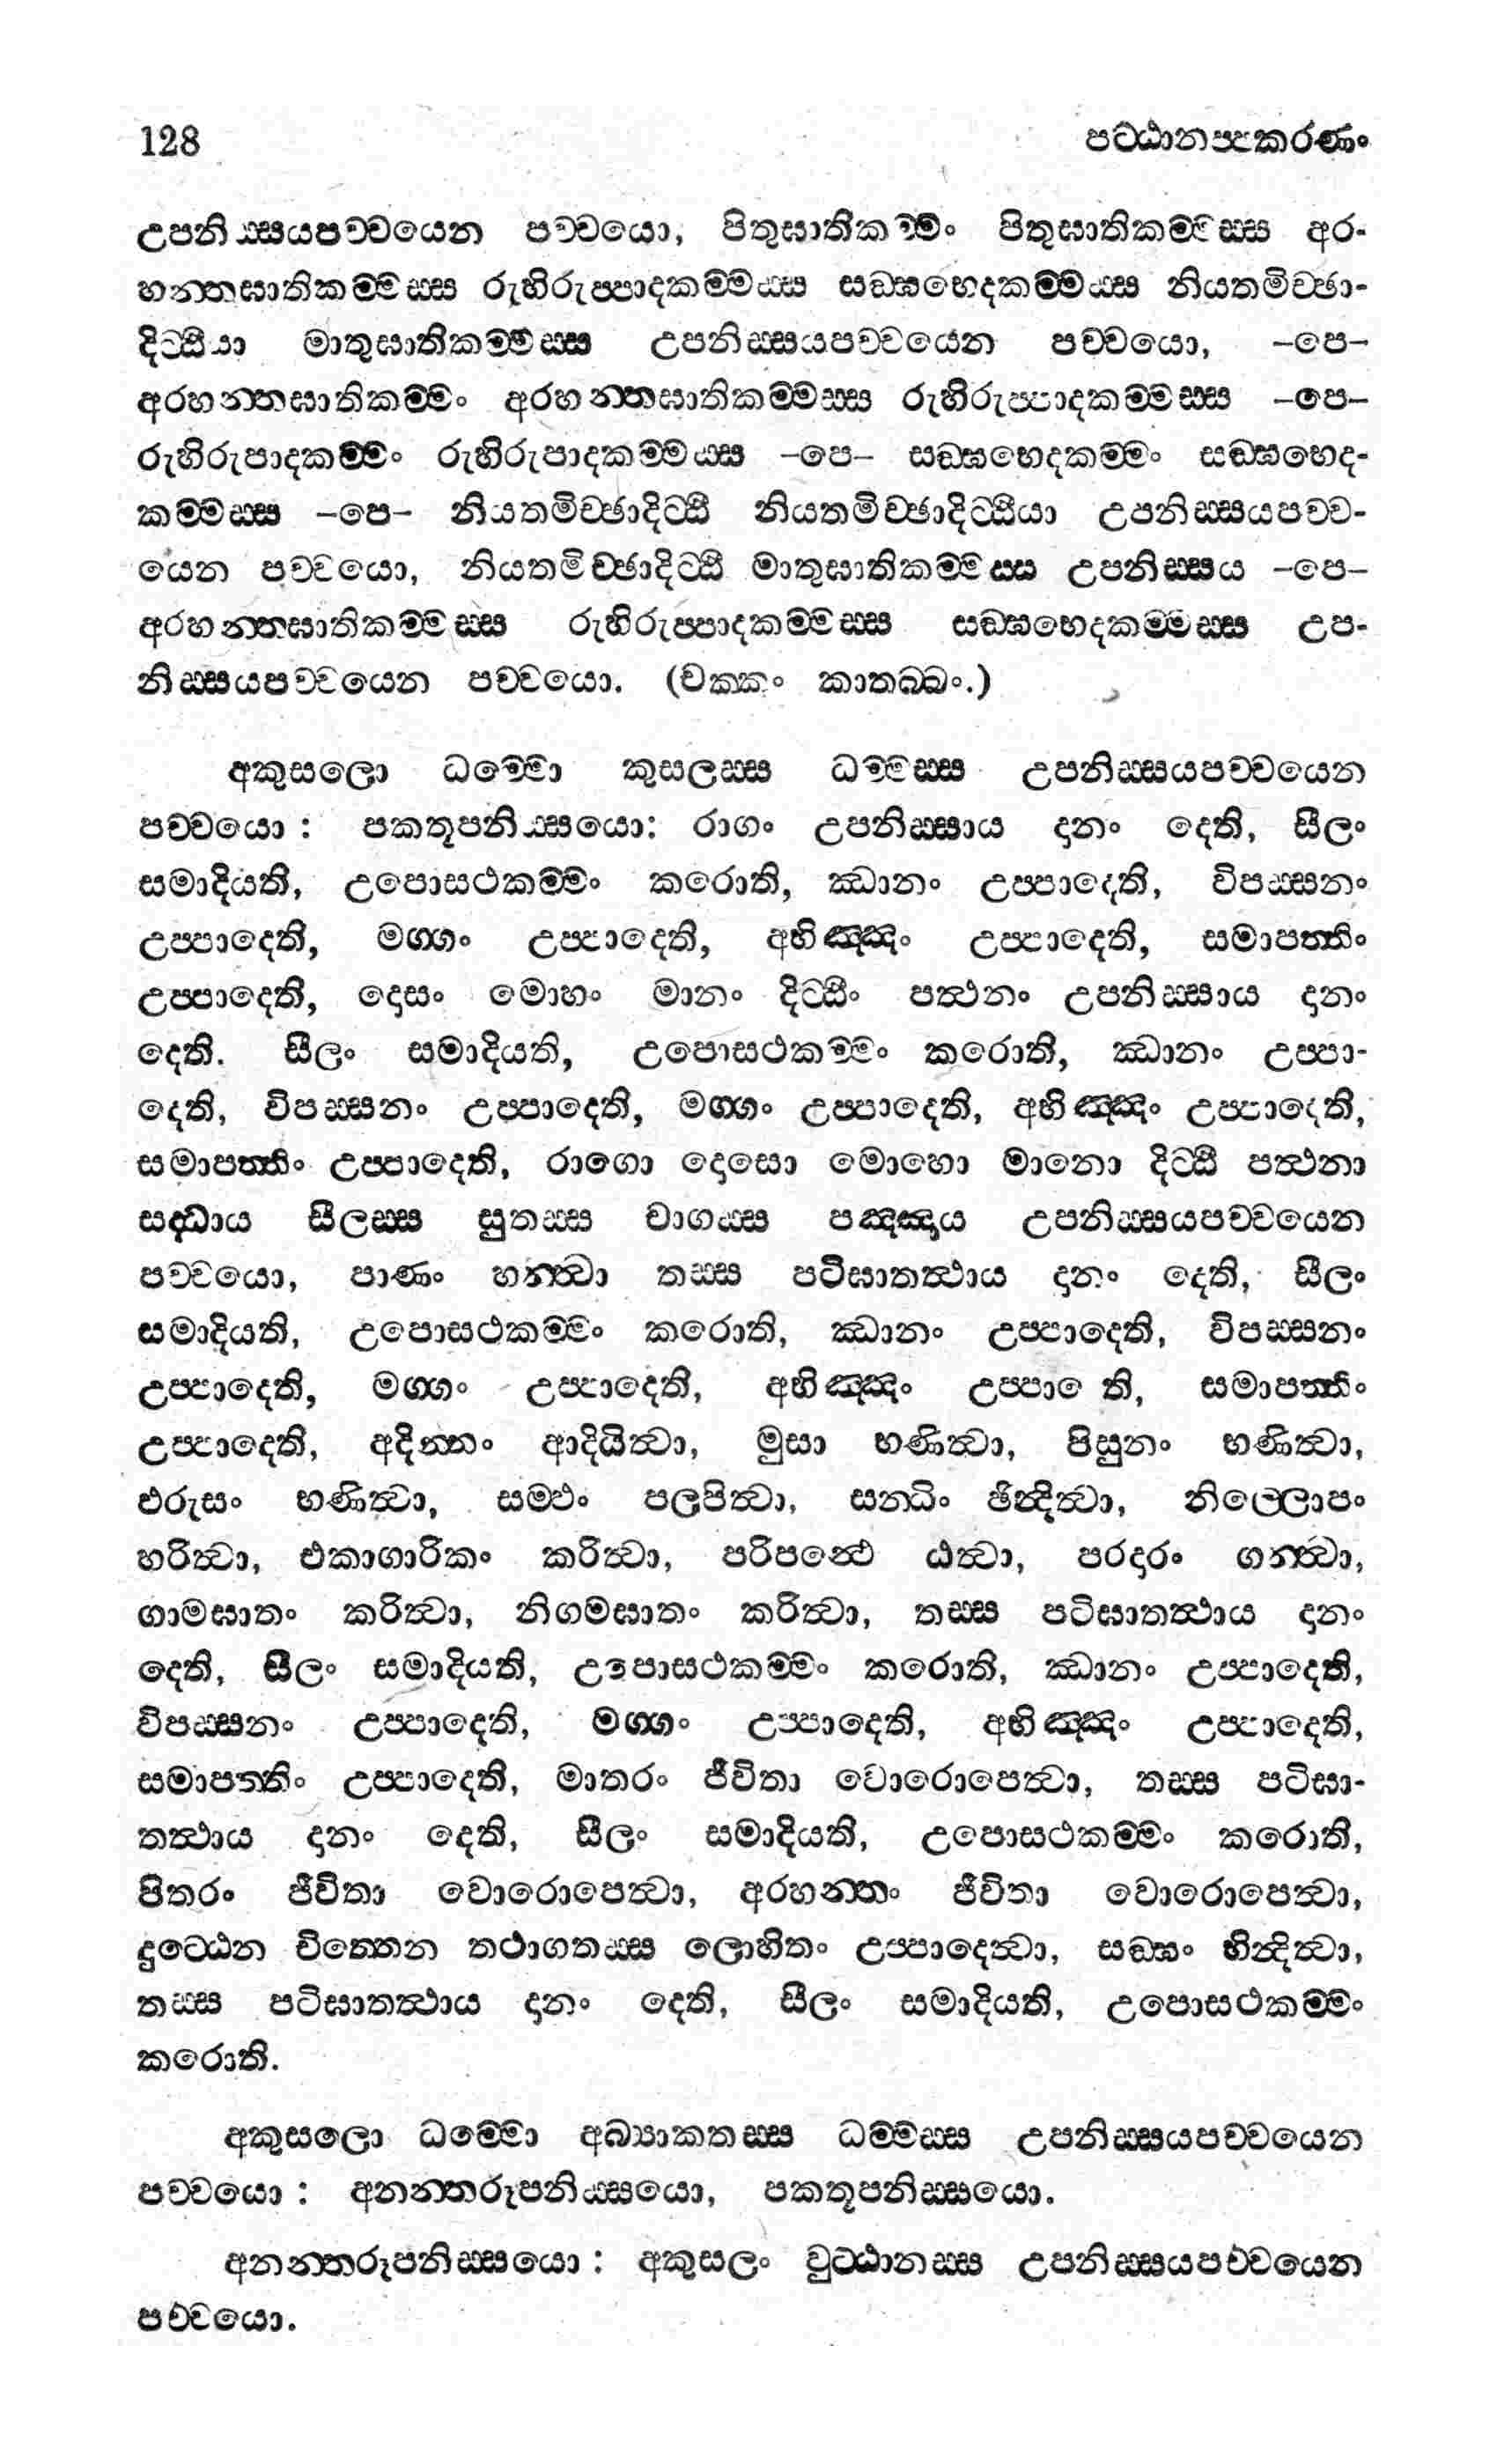 128 පට්ඨානප්පකරණං
උපනිස්සයපච්චයෙන පච්චයො, පිතුඝාතිකම්මං පිතුඝාතිකම්මස්ස අර-
හන්තඝාතිකම්මස්ස රුහිරුප්පාදකම්මස්ස සඞ්ඝභෙදකම්මස්ස නියතමිච්ඡා-
දිට්ඨියා මාතුඝාතිකම්මස්ස උපනිස්සයපච්චයෙන පච්චයො, –පෙ–
අරහන්තඝාතිකම්මං අරහන්තඝාතිකම්මස්ස රුහිරුප්පාදකම්මස්ස –පෙ–
රුහිරුපාදකම්මං රුහිරුපාදකම්මස්ස –පෙ– සඞ්ඝභෙදකම්මං සඞ්ඝභෙද-
කම්මස්ස –පෙ– නියතමිච්ඡාදිට්ඨි නියතමිච්ඡාදිට්ඨියා උපනිස්සයපච්ච-
යෙන පච්චයො, නියතමිච්ඡාදිට්ඨි මාතුඝාතිකම්මස්ස උපනිස්සය –පෙ–
අරහන්තඝාතිකම්මස්ස රුහිරුප්පාදකම්මස්ස සඞ්ඝභෙදකම්මස්ස උප-
නිස්සයපච්චයෙන පච්චයො. (චක්කං කාතබ්බං.)
අකුසලො ධම්මො කුසලස්ස ධම්මස්ස උපනිස්සයපච්චයෙන
පච්චයො : පකතූපනිස්සයො: රාගං උපනිස්සාය දානං දෙති, සීලං
සමාදියති, උපොසථකම්මං කරොති, ඣානං උප්පාදෙති, විපස්සනං
උප්පාදෙති, මග්ගං උප්පාදෙති, අභිඤ්ඤං උප්පාදෙති, සමාපත්තිං
උප්පාදෙති, දොසං මොහං මානං දිට්ඨිං පත්ථනං උපනිස්සාය දානං
දෙති. සීලං සමාදියති, උපොසථකම්මං කරොති, ඣානං උප්පා-
දෙති, විපස්සනං උප්පාදෙති, මග්ගං උප්පාදෙති, අභිඤ්ඤං උප්පාදෙති,
සමාපත්තිං උප්පාදෙති, රාගො දොසො මොහො මානො දිට්ඨි පත්ථනා
සද්ධාය සීලස්ස සුතස්ස චාගස්ස පඤ්ඤාය උපනිස්සයපච්චයෙන
පච්චයො, පාණං හන්ත්වා තස්ස පටිඝාතත්ථාය දානං දෙති, සීලං
සමාදියති, උපොසථකම්මං කරොති, ඣානං උප්පාදෙති, විපස්සනං
උප්පාදෙති, මග්ගං උප්පාදෙති, අභිඤ්ඤං උප්පාෙ ති, සමාපත්තිං
උප්පාදෙති, අදින්නං ආදියිත්වා, මුසා භණිත්වා, පිසුනං භණිත්වා,
ඵරුසං භණිත්වා, සම්ඵං පලපිත්වා, සන්ධිං ඡින්දිත්වා, නිල්ලොපං
හරිත්වා, එකාගාරිකං කරිත්වා, පරිපන්ථෙ ඨත්වා, පරදාරං ගන්ත්වා,
ගාමඝාතං කරිත්වා, නිගමඝාතං කරිත්වා, තස්ස පටිඝාතත්ථාය දානං
දෙති, සීලං සමාදියති, උපොසථකම්මං කරොති, ඣානං උප්පාදෙති,
විපස්සනං උප්පාදෙති, මග්ගං උප්පාදෙති, අභිඤ්ඤං උප්පාදෙති,
සමාපත්තිං උප්පාදෙති, මාතරං ජීවිතා වොරොපෙත්වා, තස්ස පටිඝා-
තත්ථාය දානං දෙති, සීලං සමාදියති, උපොසථකම්මං කරොති,
පිතරං ජීවිතා වොරොපෙත්වා, අරහන්තං ජීවිතා වොරොපෙත්වා,
දුට්ඨෙන චිත්තෙන තථාගතස්ස ලොහිතං උප්පාදෙත්වා, සඞ්ඝං භින්දිත්වා,
තස්ස පටිඝාතත්ථාය දානං දෙති, සීලං සමාදියති, උපොසථකම්මං
කරොති.
අකුසලො ධම්මො අබ්‍යාකතස්ස ධම්මස්ස උපනිස්සයපච්චයෙන
පච්චයො : අනන්තරූපනිස්සයො, පකතූපනිස්සයො.
අනන්තරූපනිස්සයො : අකුසලං වුට්ඨානස්ස උපනිස්සයපච්චයෙන
පච්චයො.